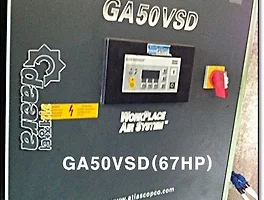 GA50VSD
WORKPLACE
AIR SYSTEM
GA50VSD(67HP)
www.atlascopco.com